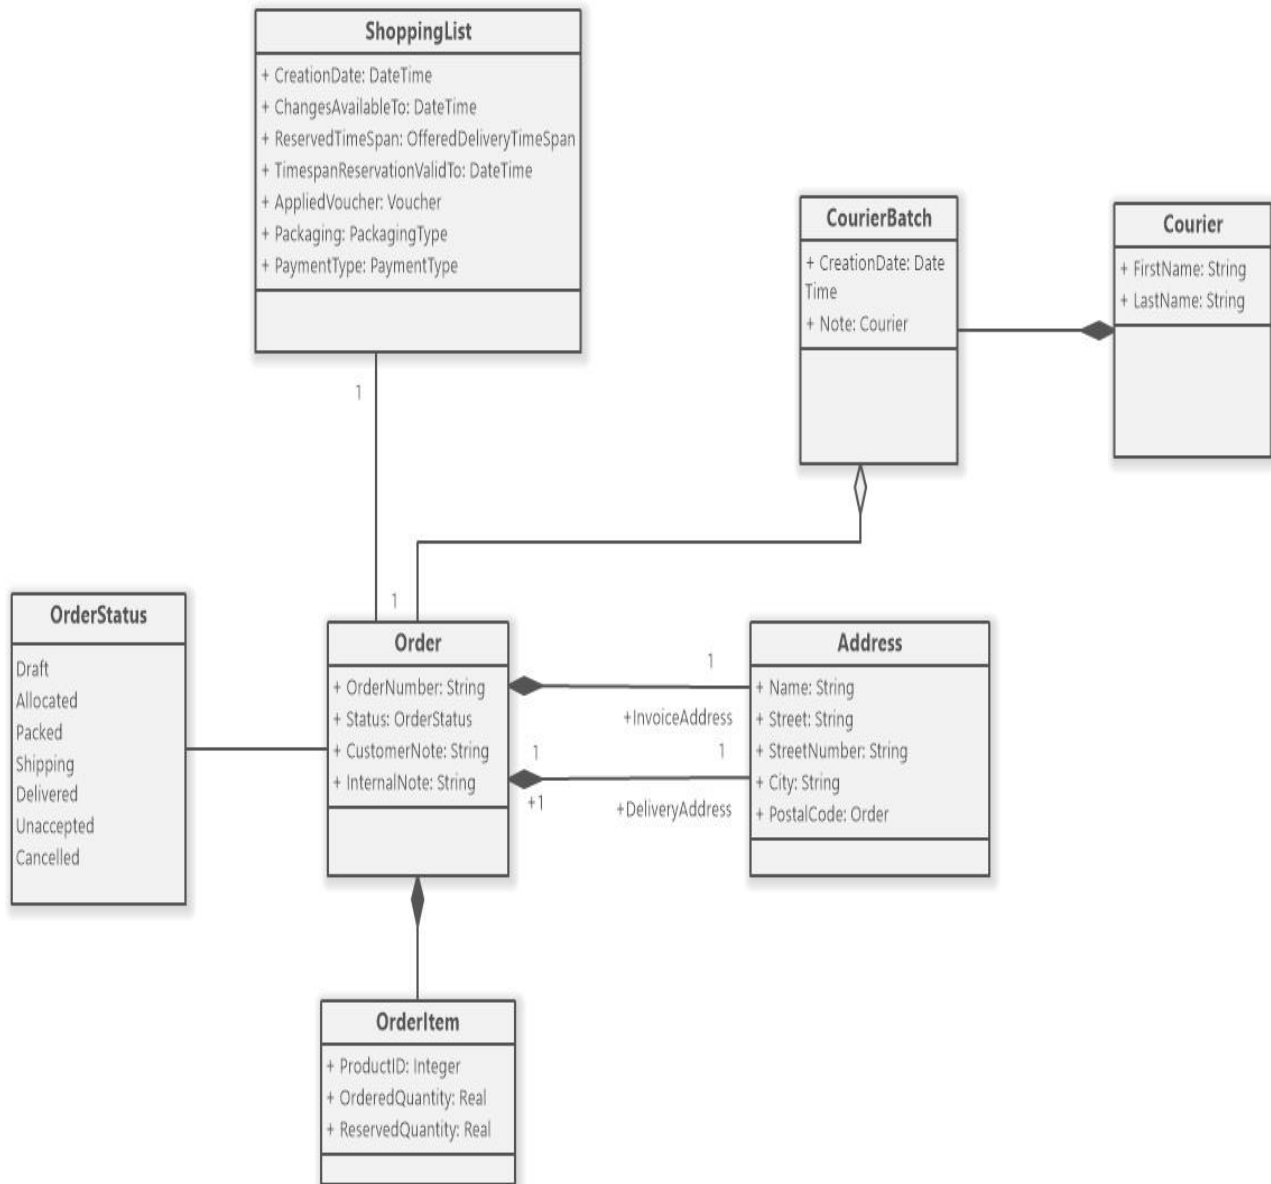 ShoppingList
+ CreationDate: DateTime
+ ChangesAvailableTo: DateTime
+ ReservedTimeSpan: OfferedDeliveryTimeSpan
+ TimespanReservationValidTo: DateTime
+ AppliedVoucher: Voucher
+ Packaging: PackagingType
+ PaymentType: PaymentType
CourierBatch
+ CreationDate: Date
Time
+ Note: Courier
Courier
+ FirstName: String
+ LastName: String
1
1
OrderStatus
Draft
Allocated
Packed
Shipping
Delivered
Unaccepted
Cancelled
Order
+ OrderNumber: String
+ Status: OrderStatus
+ CustomerNote: String
+ InternalNote: String
1
+InvoiceAddress
1
1
+1
+DeliveryAddress
Address
+ Name: String
+ Street: String
+ StreetNumber: String
+ City: String
+ PostalCode: Order
OrderItem
+ ProductID: Integer
+ OrderedQuantity: Real
+ ReservedQuantity: Real